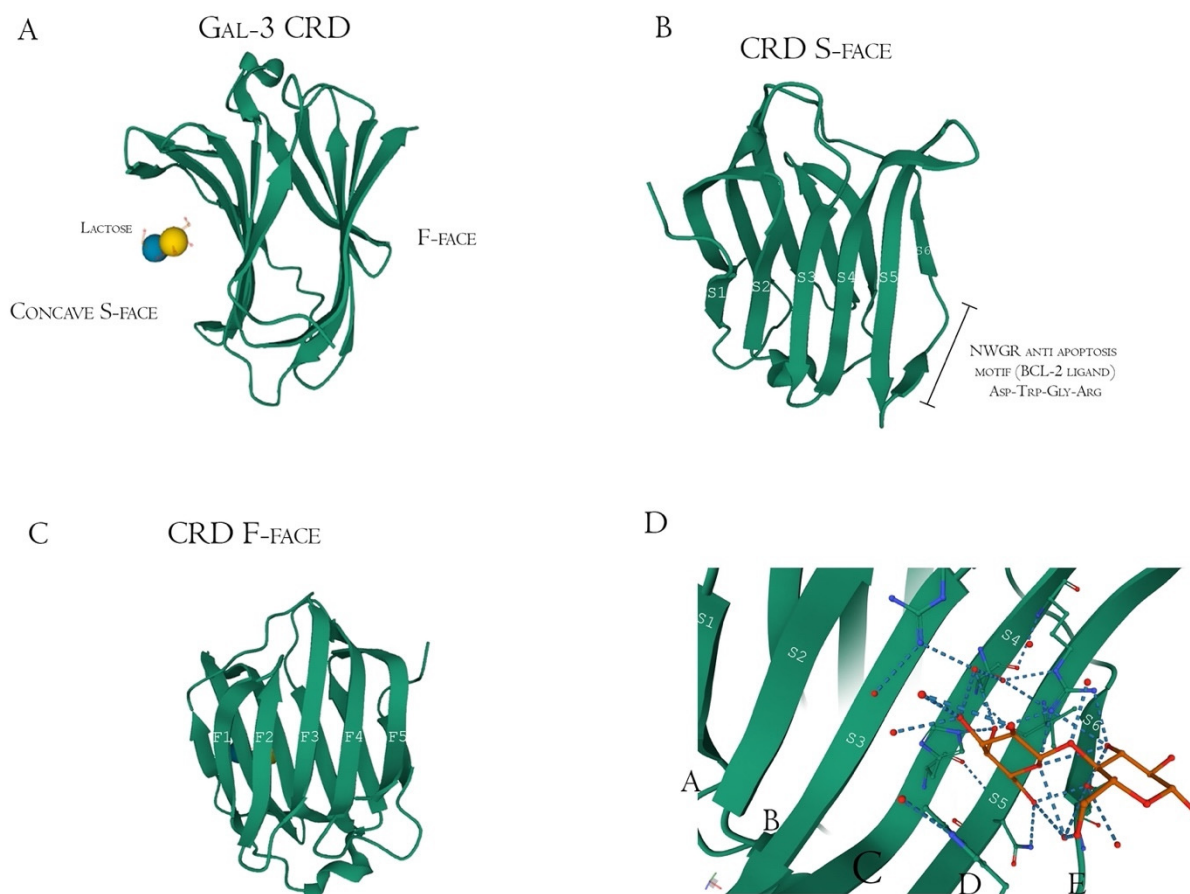 A
GAL-3 CRD
LACTOSE
F-FACE
CONCAVE S-FACE
B
CRD S-FACE
S1
S2
S3
S4
S5
S6
NWGR ANTI APOPTOSIS
MOTIF (BCL-2 LIGAND)
ASP-TRP-GLY-ARG
C
CRD F-FACE
F1
F2
F3
F4
F5
D
S1
S2
S3
S4
S5
S6
A
B
C
D
E